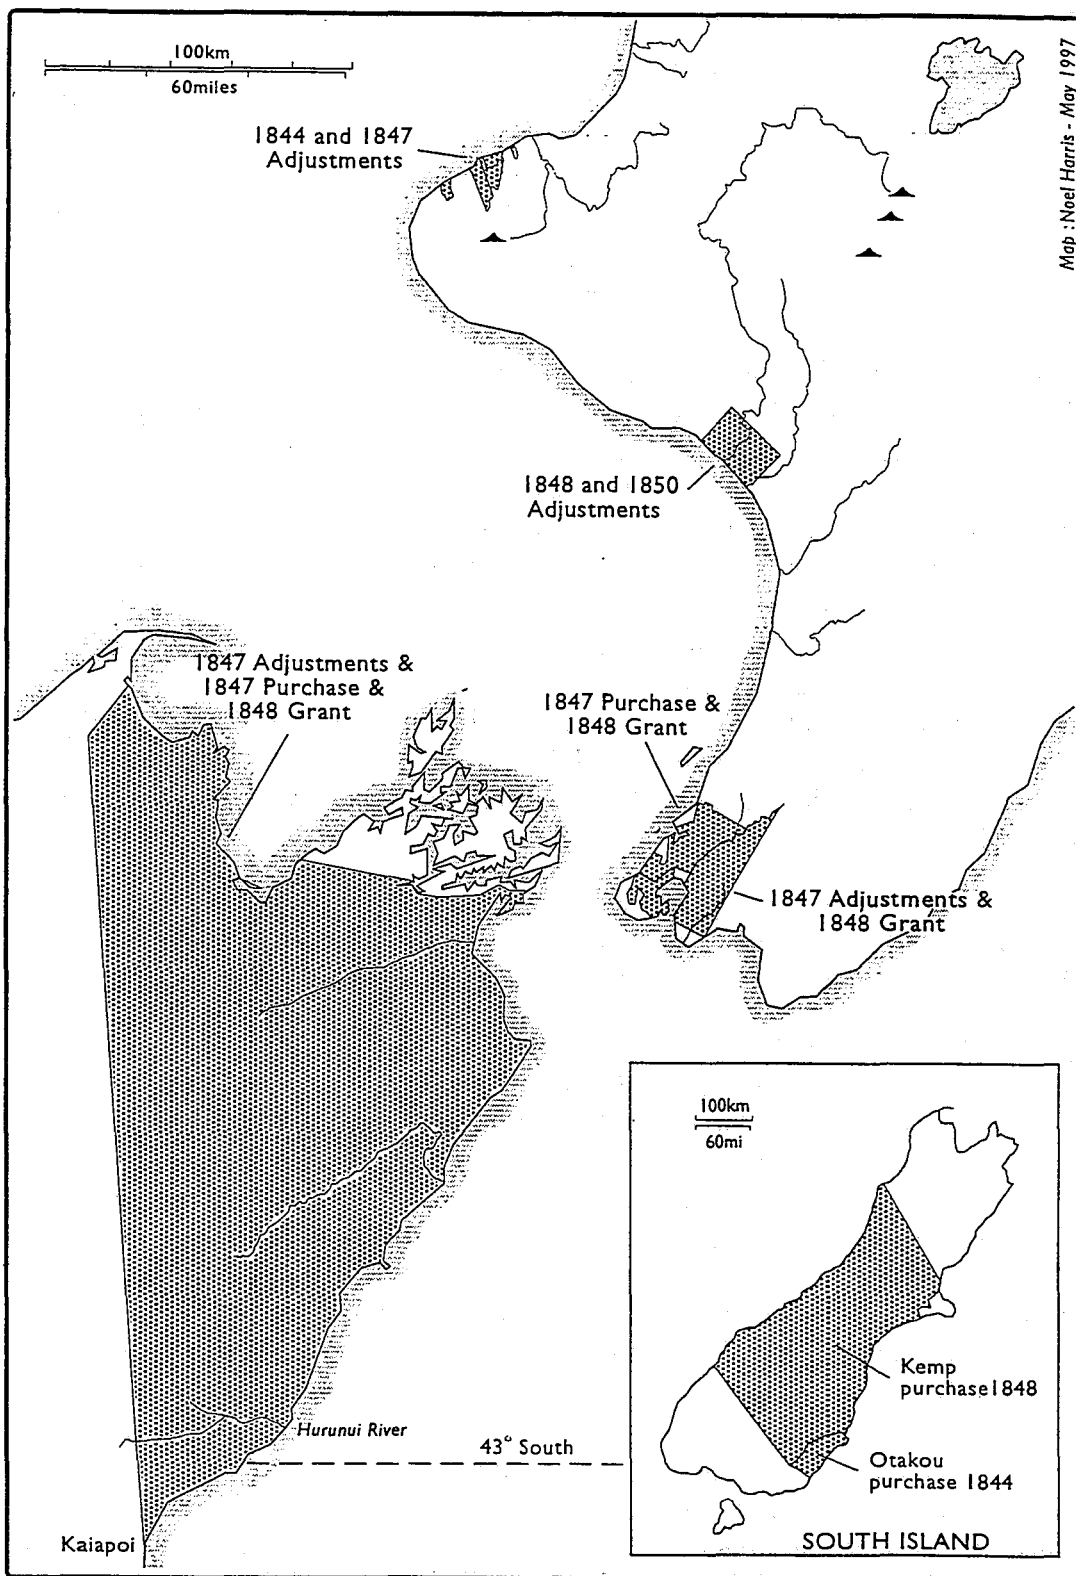 100km
60miles
Map : Noel Harris - May 1997
1844 and 1847
Adjustments
1848 and 1850
Adjustments
1847 Adjustments &
1847 Purchase &
1848 Grant
1847 Purchase &
1848 Grant
1847 Adjustments &
1848 Grant
Hurunui River
43° South
Kaiapoi
100km
60mi
Kemp
purchase 1848
Otakou
purchase 1844
SOUTH ISLAND